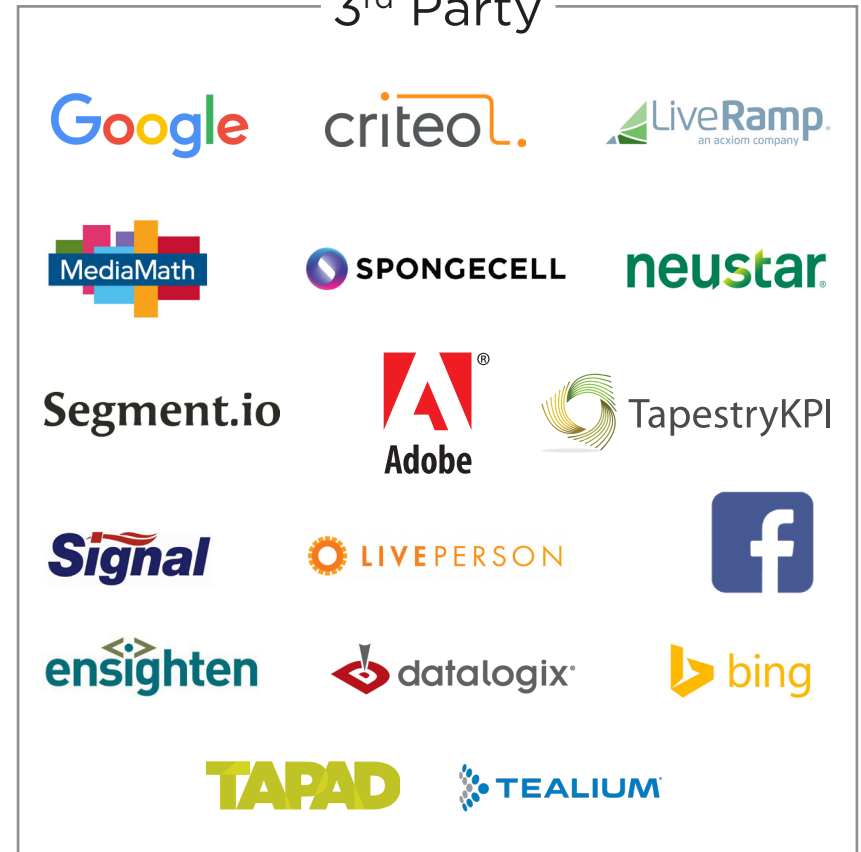 3rd Party
Google
criteol.
LiveRamp.
an acxiom company
MediaMath
SPONGECELL
neustar.
Segment.io
Adobe
®
TapestryKPI
Signal
LIVEPERSON
f
ensighten
datalogix
bing
TAPAD
TEALIUM